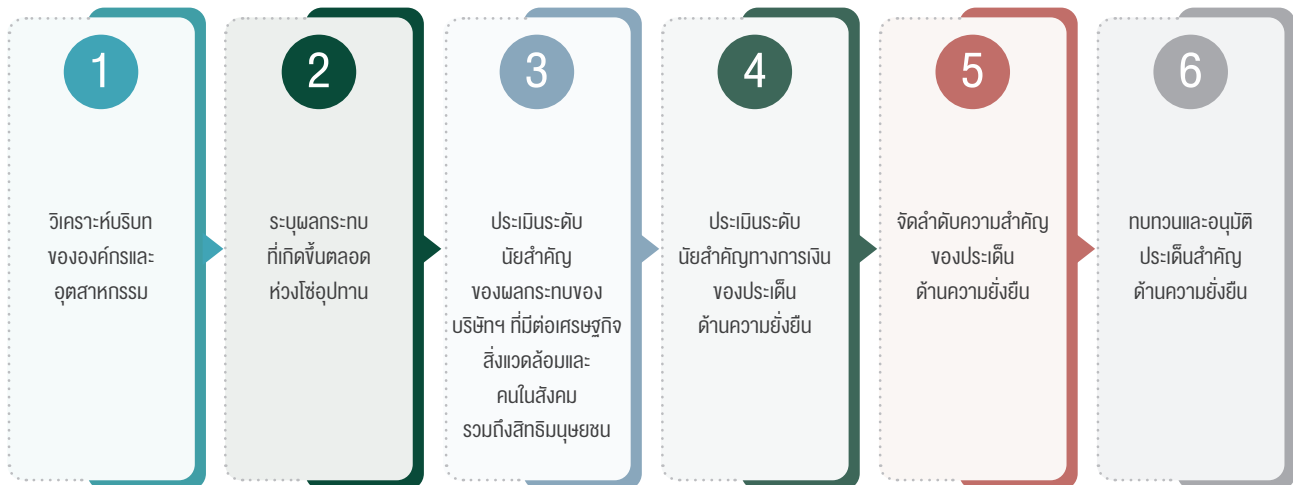 1
วิเคราะห์บริบท
ขององค์กรและ
อุตสาหกรรม
2
ระบุผลกระทบ
ที่เกิดขึ้นตลอด
ห่วงโซ่อุปทาน
3
ประเมินระดับ
นัยสำคัญ
ของผลกระทบของ
บริษัทฯ ที่มีต่อเศรษฐกิจ
สิ่งแวดล้อมและ
คนในสังคม
รวมถึงสิทธิมนุษยชน
4
ประเมินระดับ
นัยสำคัญทางการเงิน
ของประเด็น
ด้านความยั่งยืน
5
จัดลำดับความสำคัญ
ของประเด็น
ด้านความยั่งยืน
6
ทบทวนและอนุมัติ
ประเด็นสำคัญ
ด้านความยั่งยืน